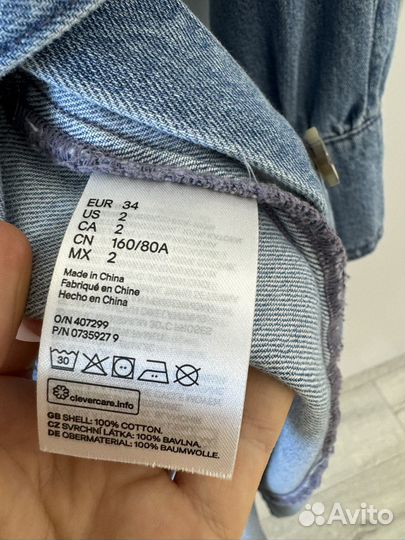 EUR 34
US 2
CA 2
CN 160/80A
MX 2
Made in China
Fabriqué en Chine
Hecho en China
O/N 407299
P/N 0735927 9
30
clevercare.info
GB SHELL: 100% COTTON.
CZ SVRCHNÍ LÁTKA: 100% BAVLNA.
DE OBERMATERIAL: 100% BAUMWOLLE.
Avito